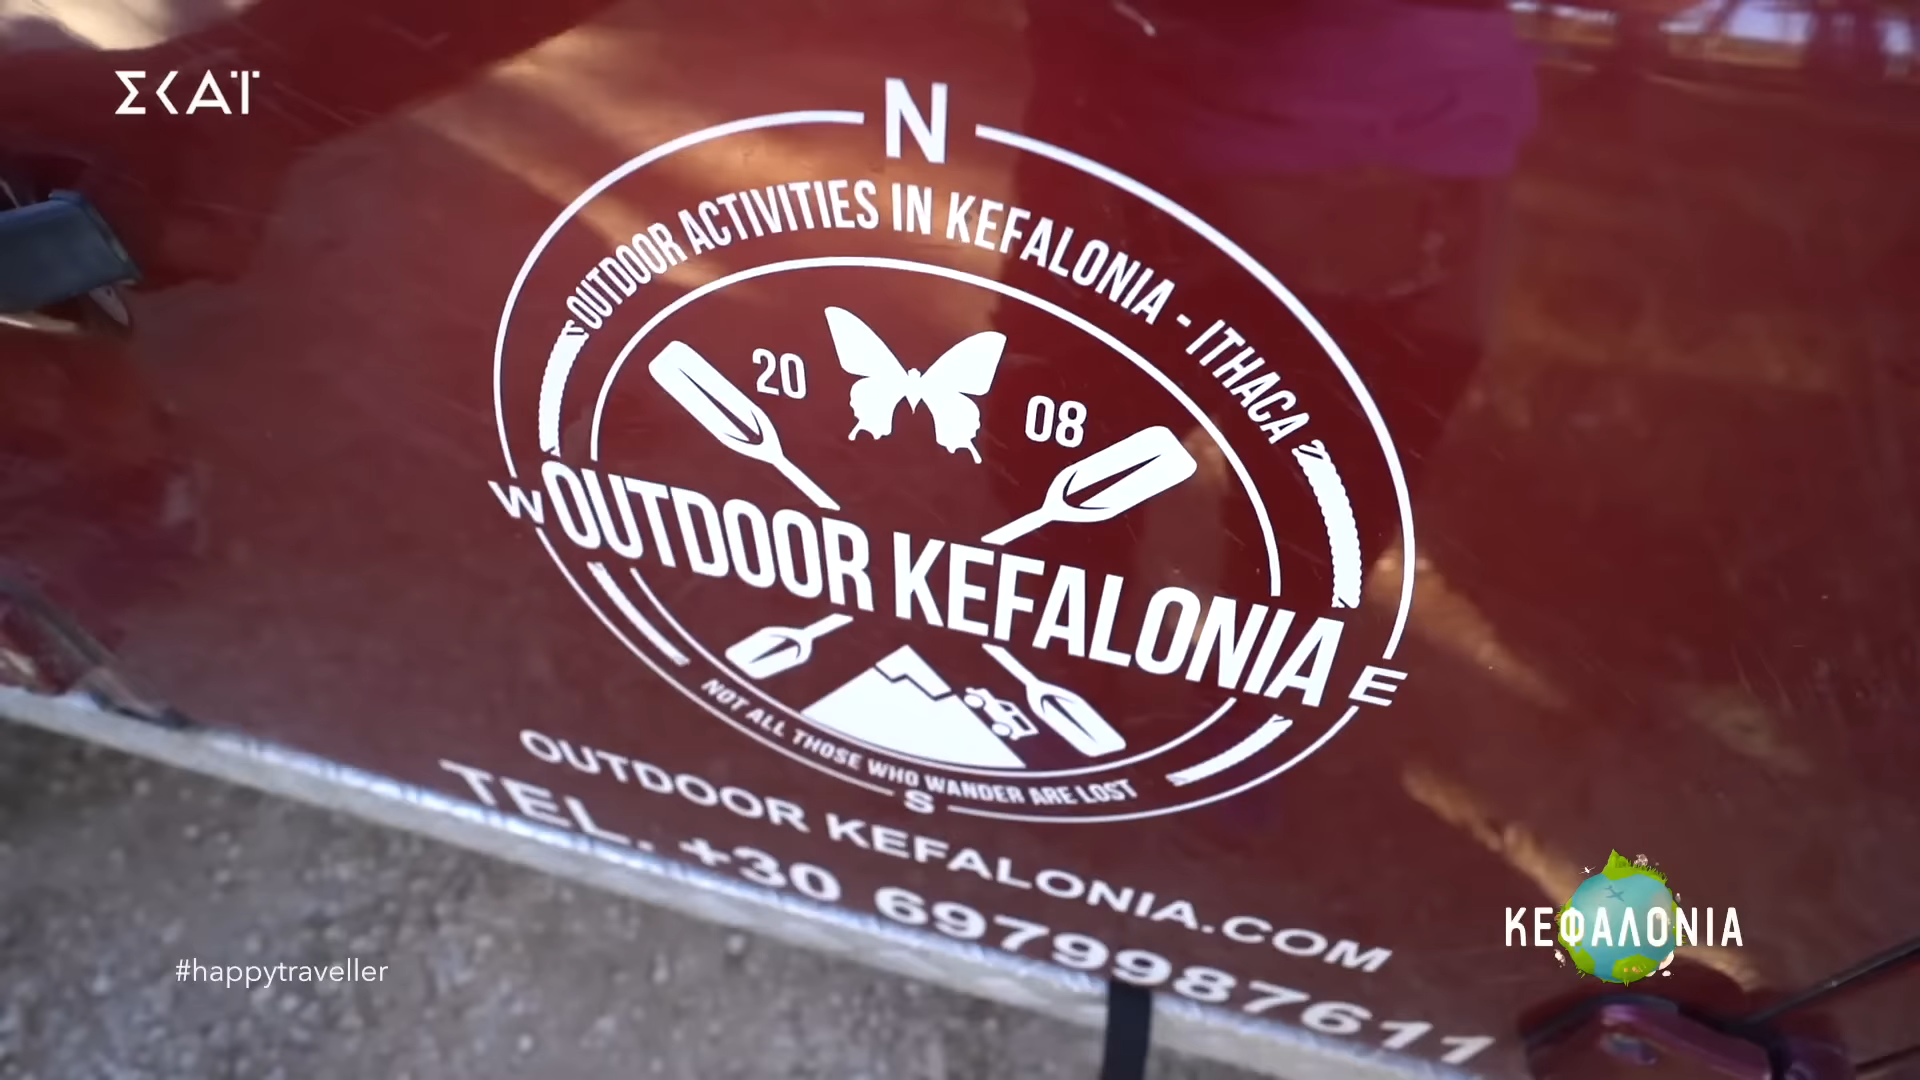 ΣΚΑΪ
N
OUTDOOR ACTIVITIES IN KEFALONIA - ITHACA
20 08
W OUTDOOR KEFALONIA E
NOT ALL THOSE WHO WANDER ARE LOST
S
OUTDOOR KEFALONIA.COM
TEL. +30 6979987611
ΚΕΦΑΛΟΝΙΑ
#happytraveller